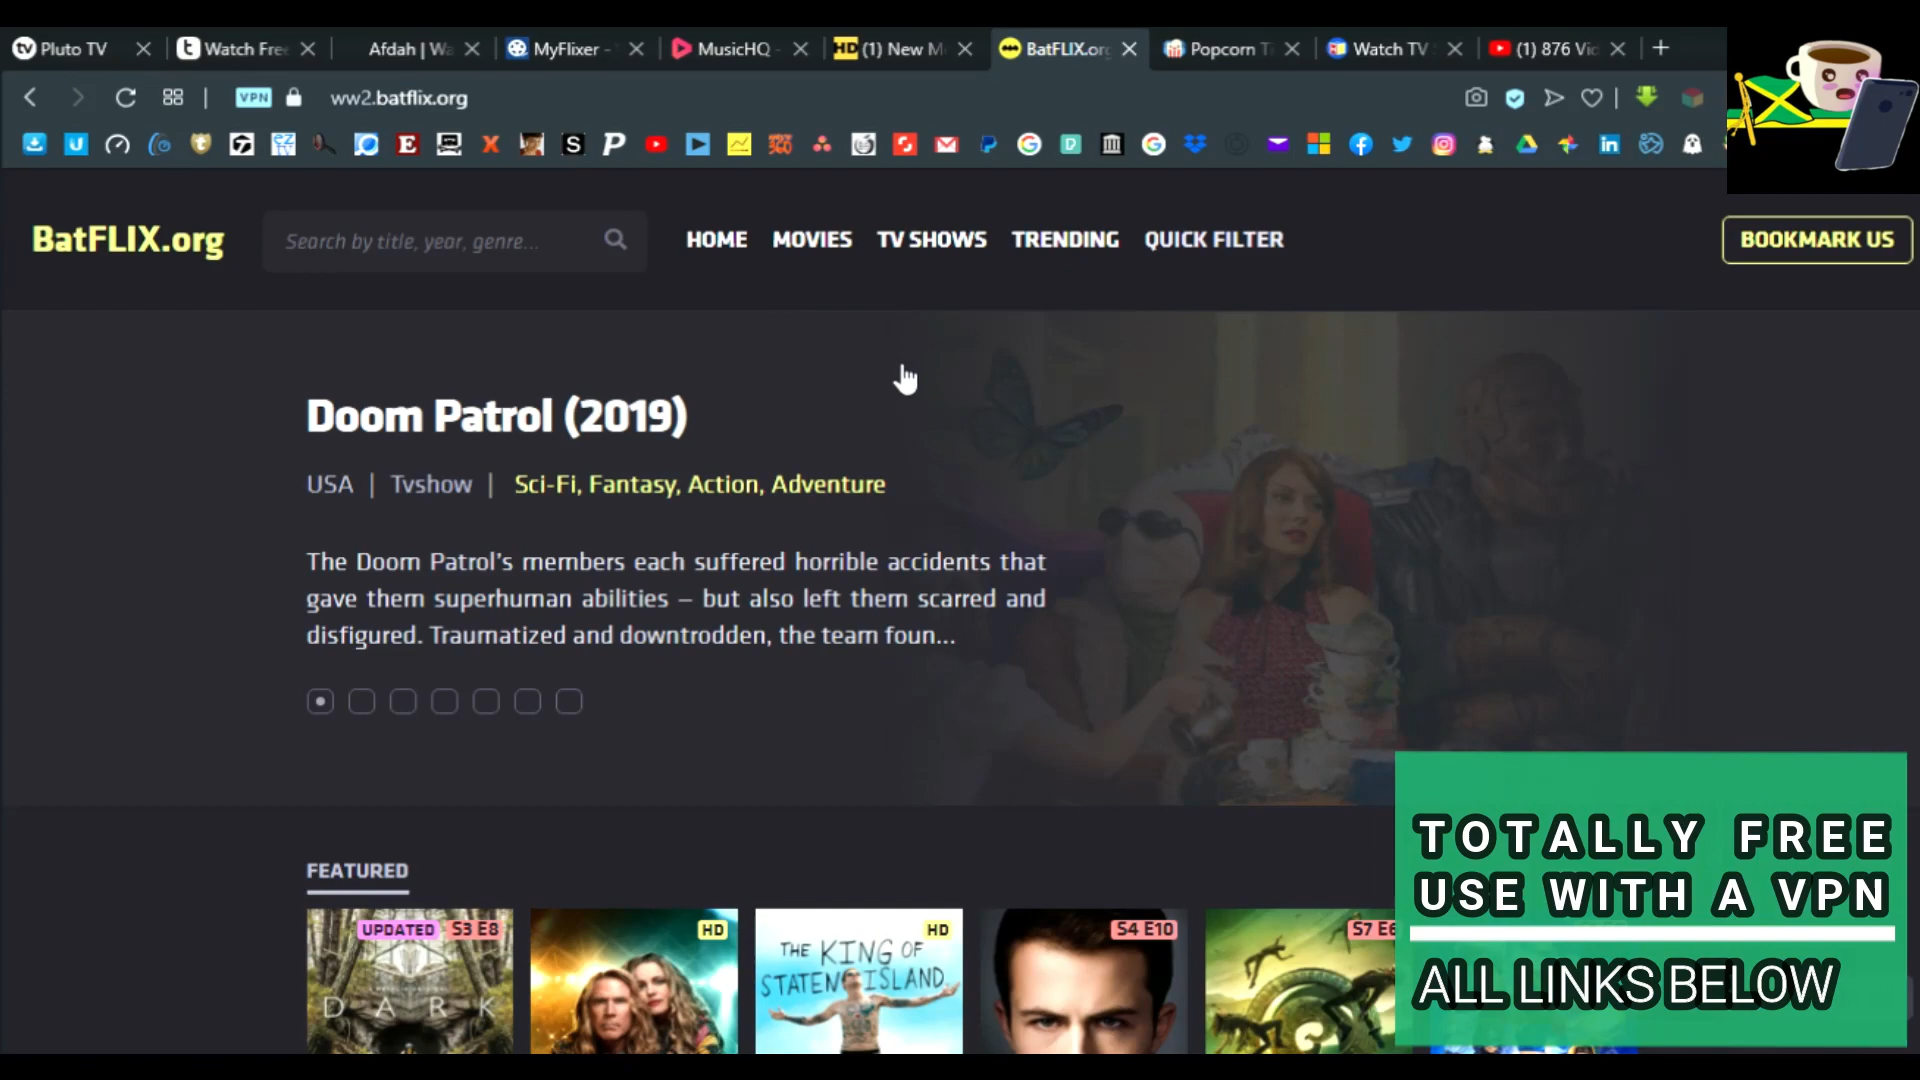 Pluto TV
Watch Fre
Afdah | Wa
MyFlixer -
MusicHQ -
HD (1) New M
BatFLIX.org
Popcorn T
Watch TV
(1) 876 Vid
VPN
ww2.batflix.org
BatFLIX.org
Search by title, year, genre...
HOME
MOVIES
TV SHOWS
TRENDING
QUICK FILTER
BOOKMARK US
Doom Patrol (2019)
USA | Tvshow | Sci-Fi, Fantasy, Action, Adventure
The Doom Patrol's members each suffered horrible accidents that
gave them superhuman abilities – but also left them scarred and
disfigured. Traumatized and downtrodden, the team foun...
FEATURED
UPDATED S3 E8
DARK
HD
HD
THE KING OF
STATEN ISLAND
S4 E10
S7 E6
TOTALLY FREE
USE WITH A VPN
ALL LINKS BELOW